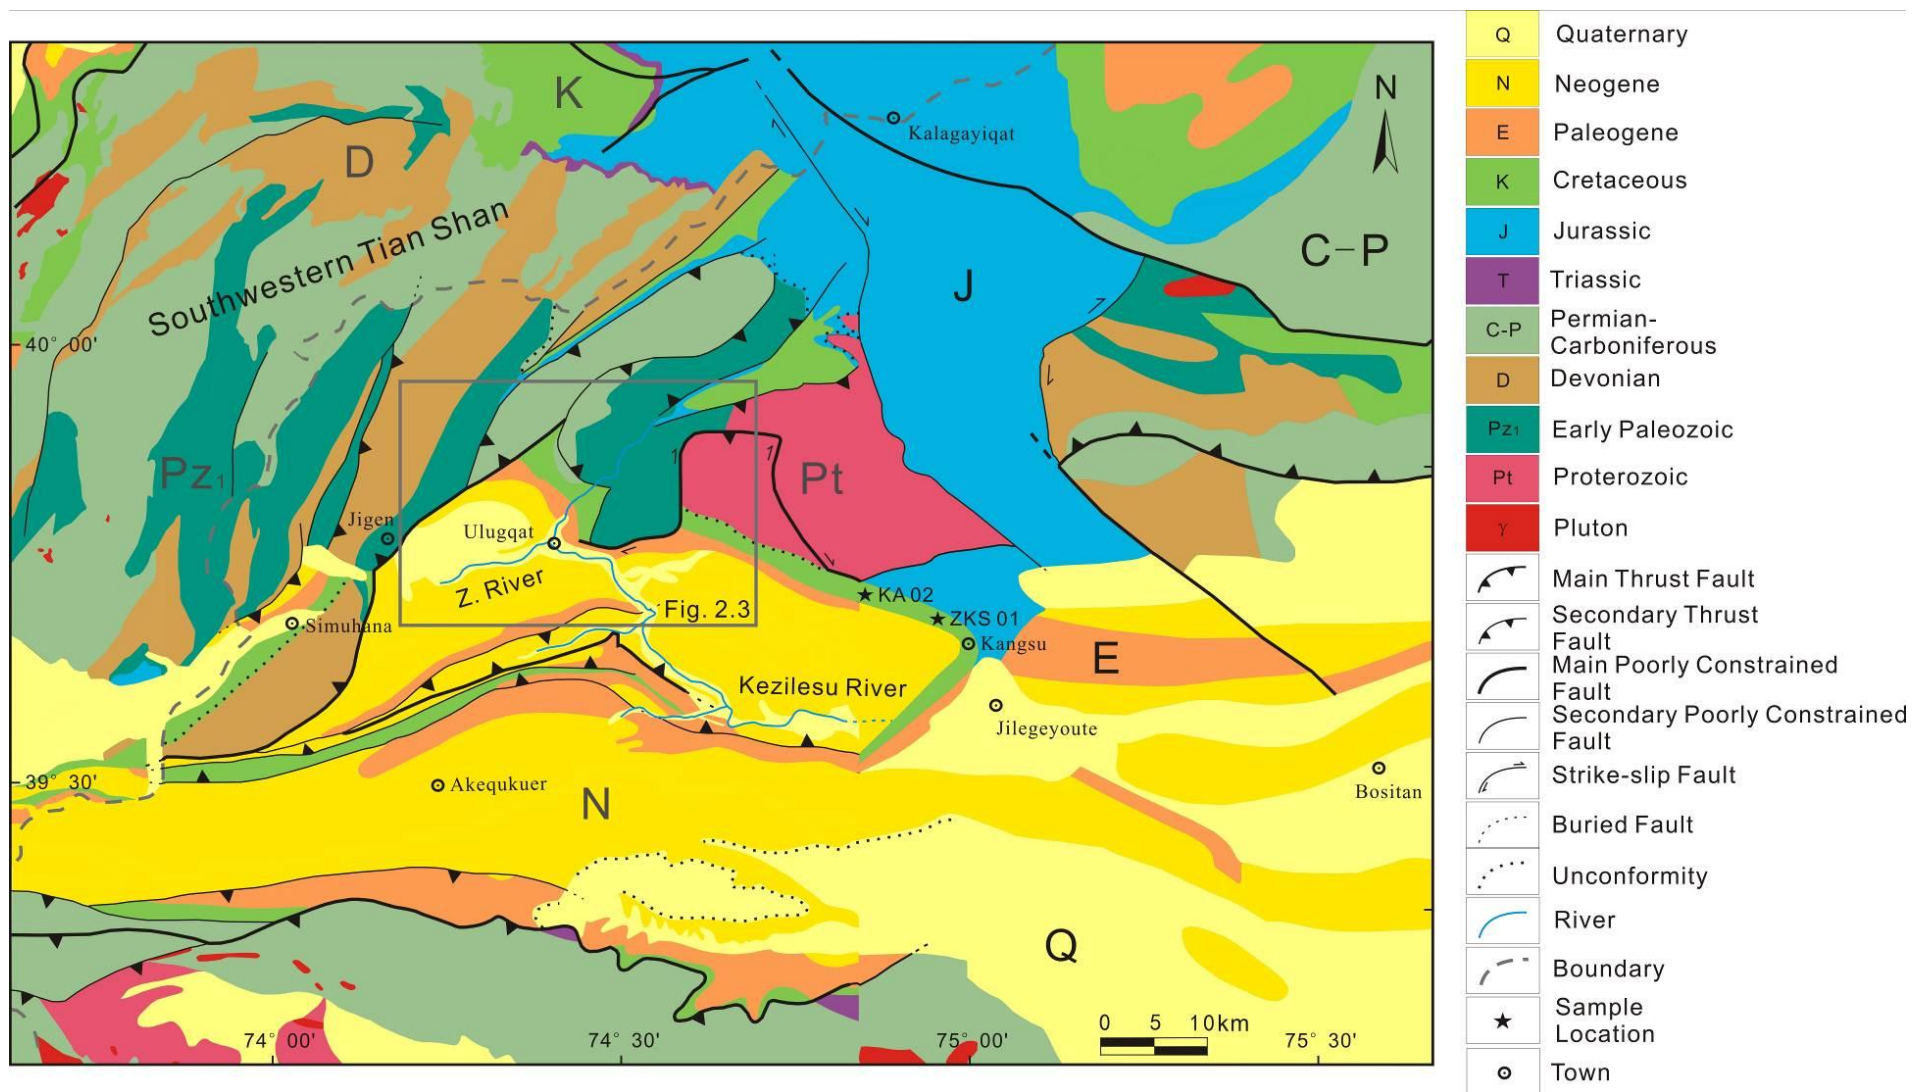 K
D
Southwestern Tian Shan
Kalagayiqat
N
C-P
J
40° 00'
Pz₁
Pt
Jigen
Ulugqat
Z. River
Fig. 2.3
KA 02
ZKS 01
Simuhana
Kangsu
E
Kezilesu River
Jilegeyoute
39° 30'
Akequkuer
N
Bositan
Q
0 5 10km
74° 00'
74° 30'
75° 00'
75° 30'
Q Quaternary
N Neogene
E Paleogene
K Cretaceous
J Jurassic
T Triassic
C-P Permian-
Carboniferous
D Devonian
Pz₁ Early Paleozoic
Pt Proterozoic
γ Pluton
Main Thrust Fault
Secondary Thrust
Fault
Main Poorly Constrained
Fault
Secondary Poorly Constrained
Fault
Strike-slip Fault
Buried Fault
Unconformity
River
Boundary
Sample
Location
Town